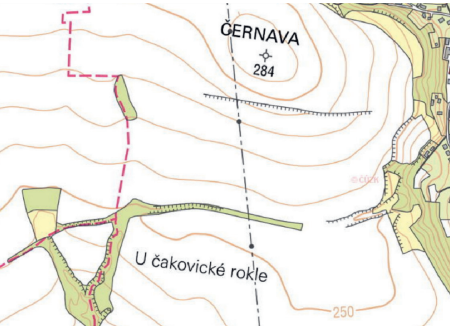 ČERNAVA
284
©ČÚZK
U čakovické rokle
250